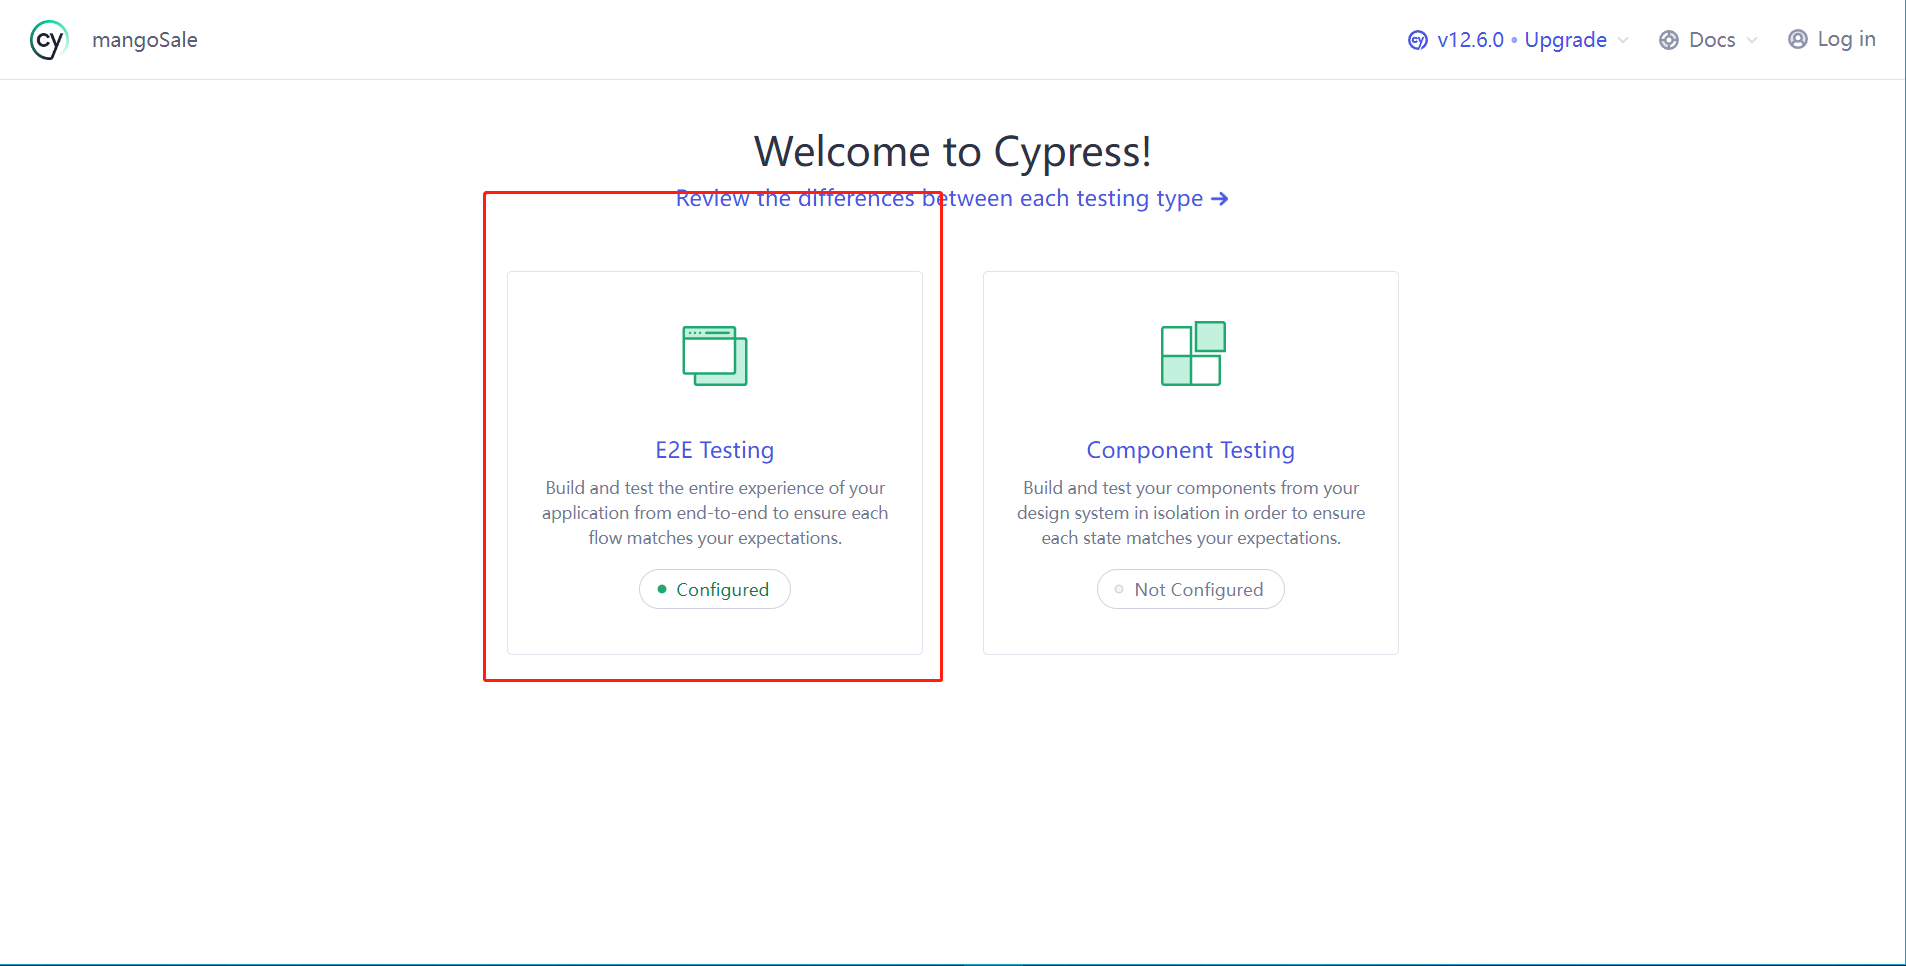 cy mangoSale cy v12.6.0 • Upgrade Docs Log in
Welcome to Cypress!
Review the differences between each testing type →
E2E Testing
Build and test the entire experience of your
application from end-to-end to ensure each
flow matches your expectations.
Configured
Component Testing
Build and test your components from your
design system in isolation in order to ensure
each state matches your expectations.
Not Configured